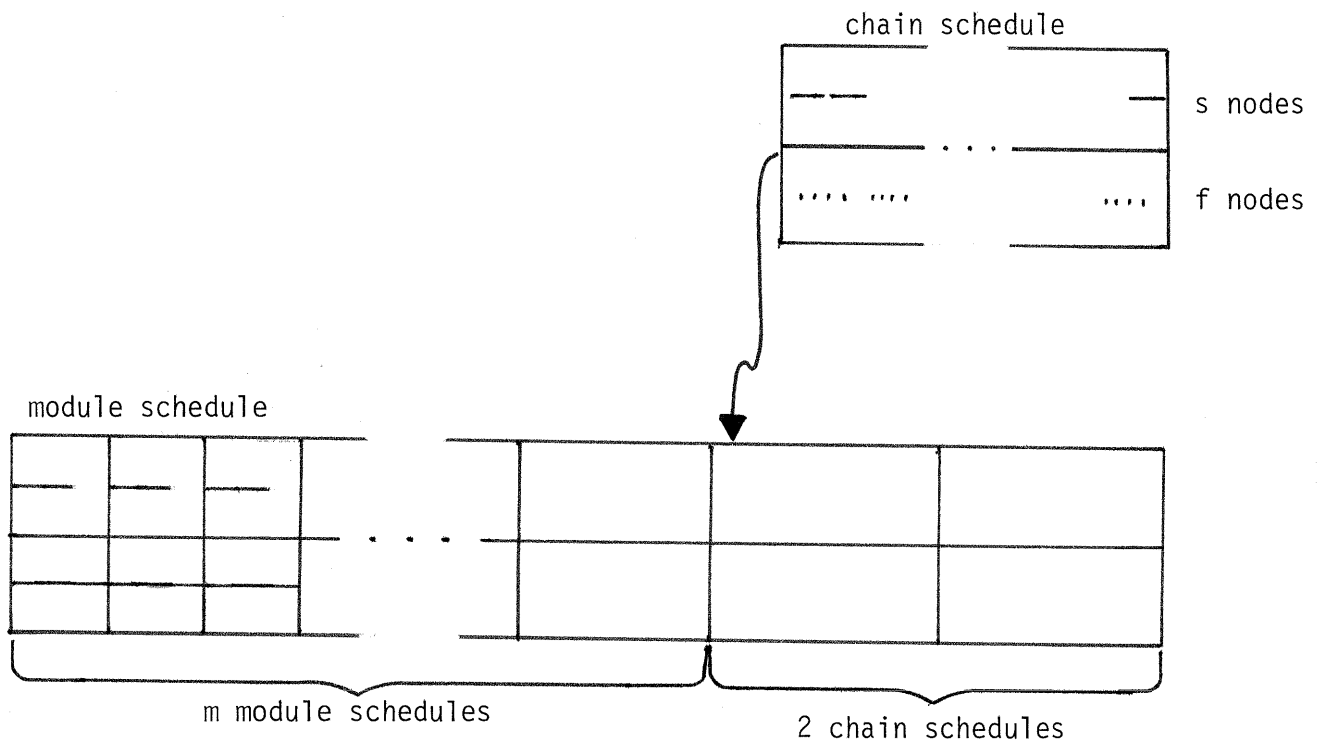 chain schedule
s nodes
f nodes
module schedule
m module schedules
2 chain schedules